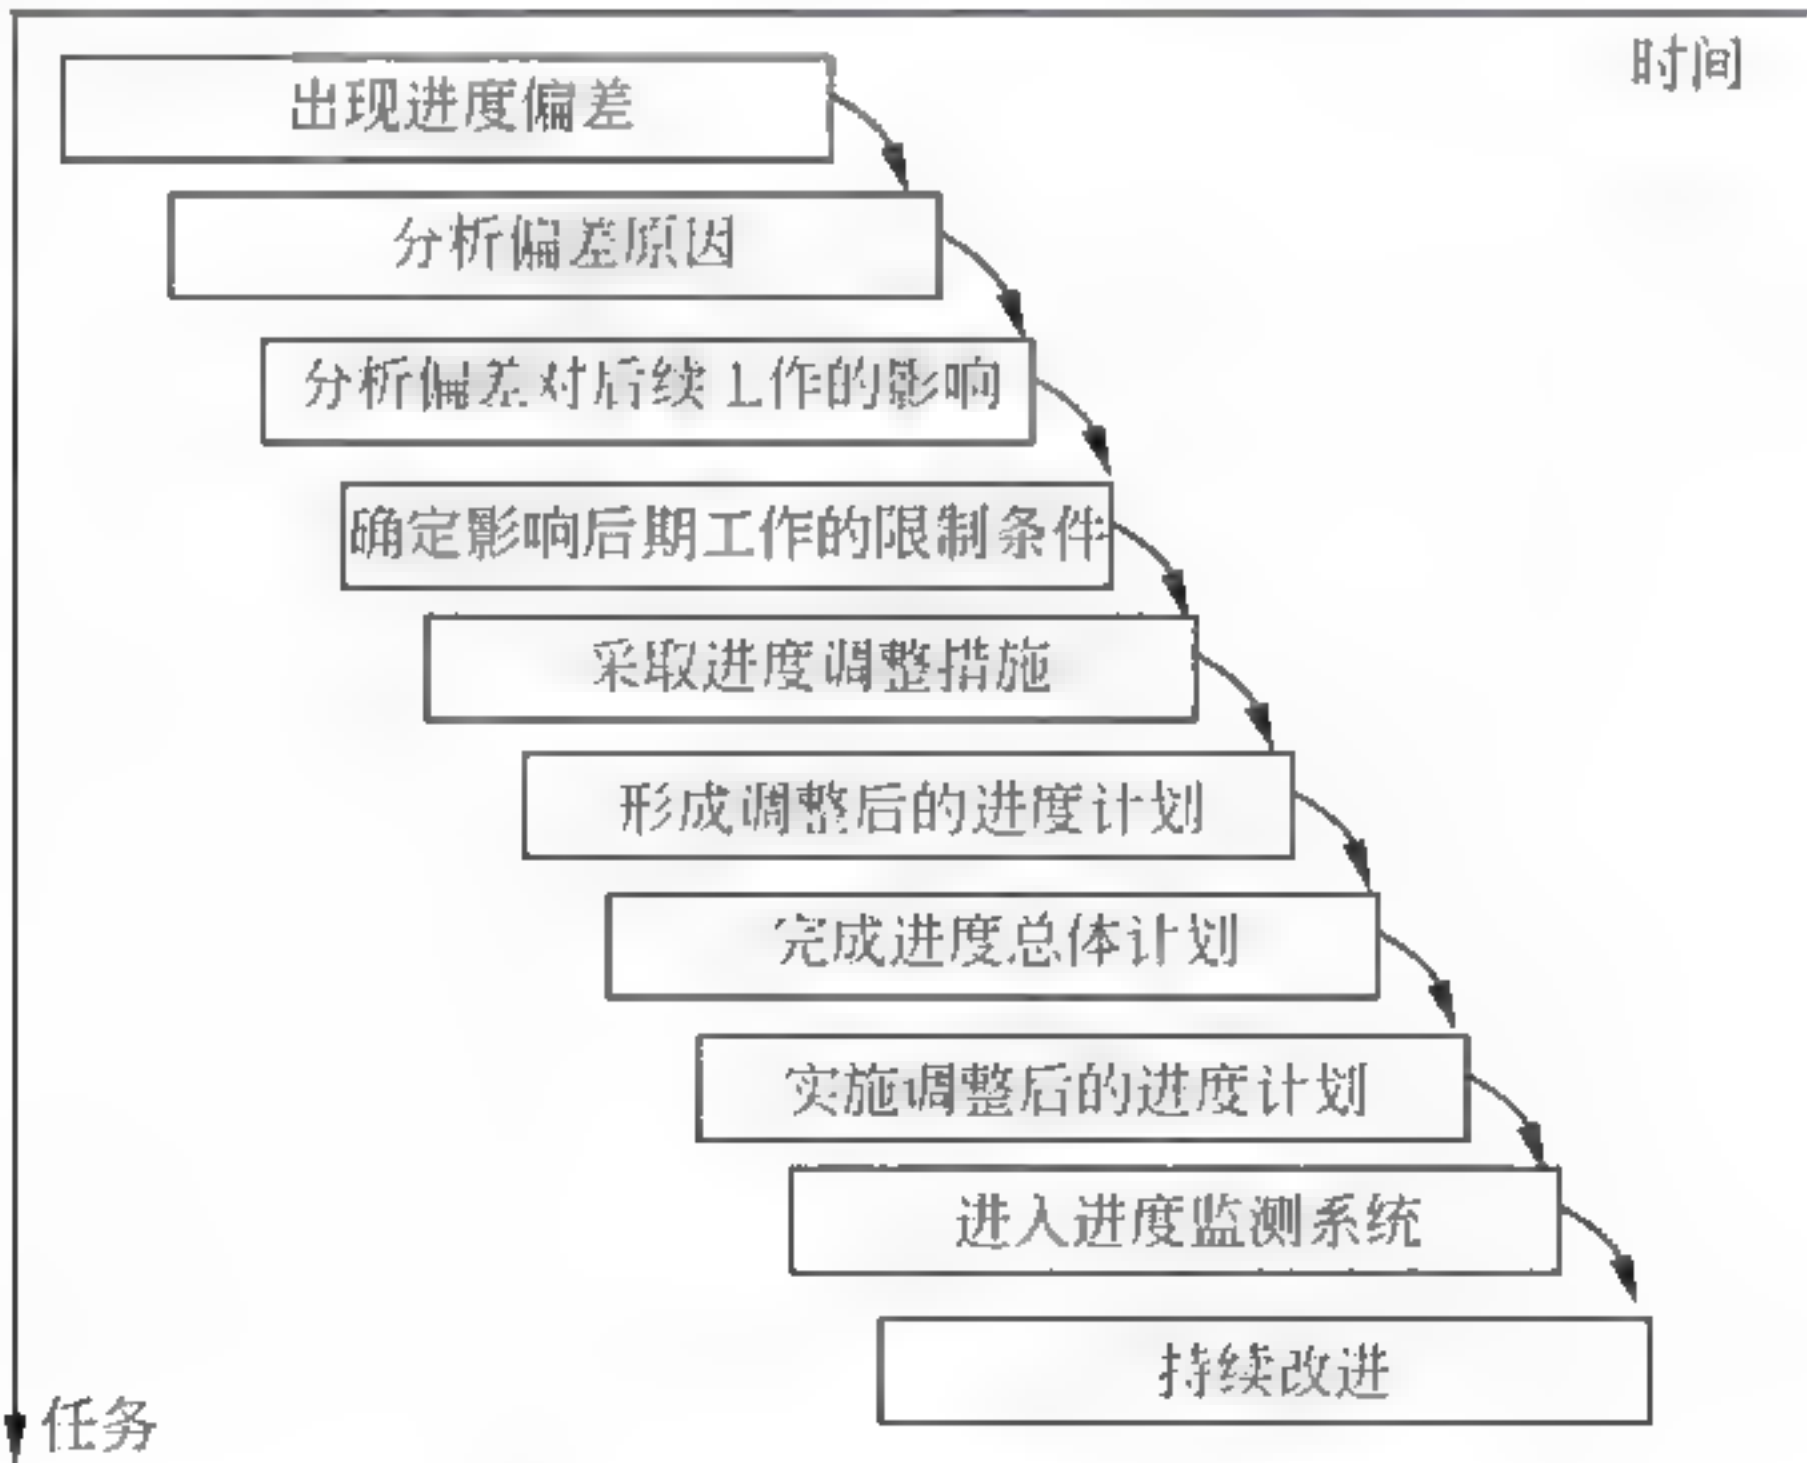 时间
出现进度偏差
分析偏差原因
分析偏差对后续工作的影响
确定影响后期工作的限制条件
采取进度调整措施
形成调整后的进度计划
完成进度总体计划
实施调整后的进度计划
进入进度监测系统
持续改进
任务